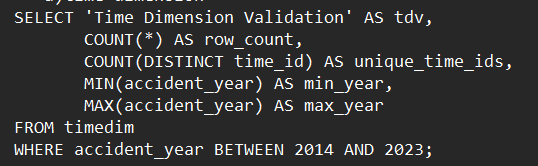 SELECT 'Time Dimension Validation' AS tdv,
COUNT(*) AS row_count,
COUNT(DISTINCT time_id) AS unique_time_ids,
MIN(accident_year) AS min_year,
MAX(accident_year) AS max_year
FROM timedim
WHERE accident_year BETWEEN 2014 AND 2023;